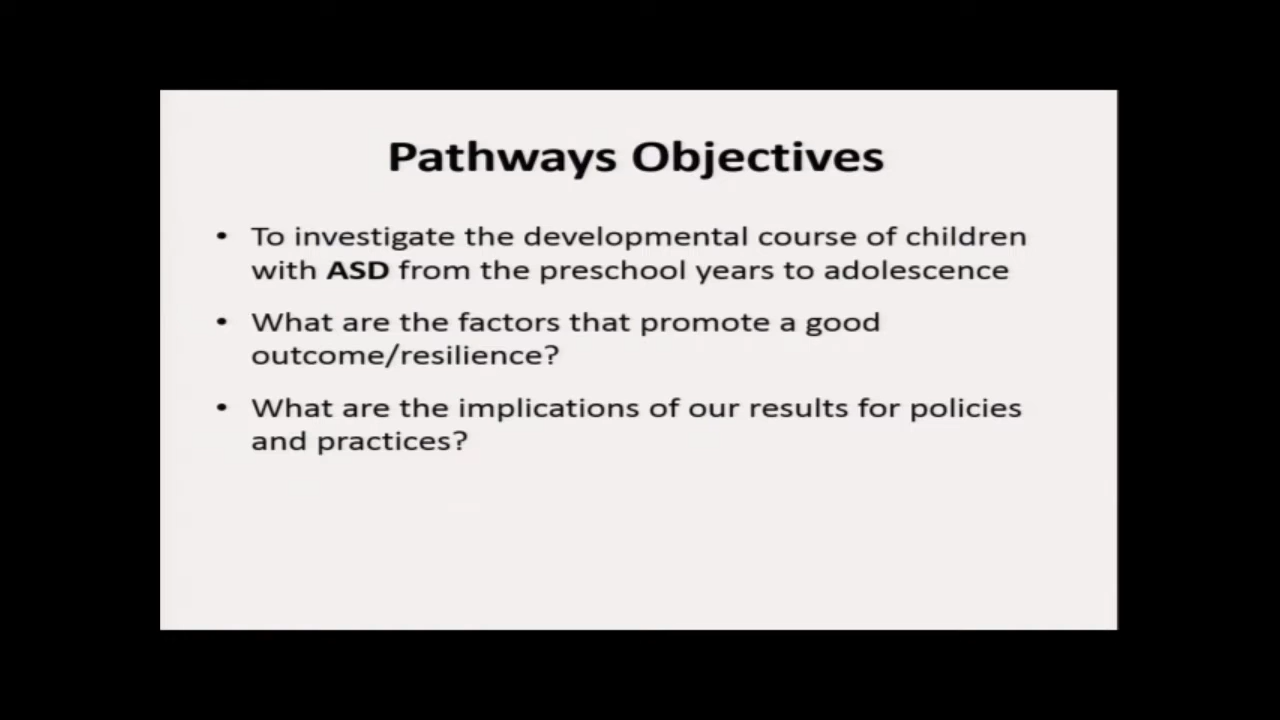 Pathways Objectives
• To investigate the developmental course of children
with ASD from the preschool years to adolescence
• What are the factors that promote a good
outcome/resilience?
• What are the implications of our results for policies
and practices?